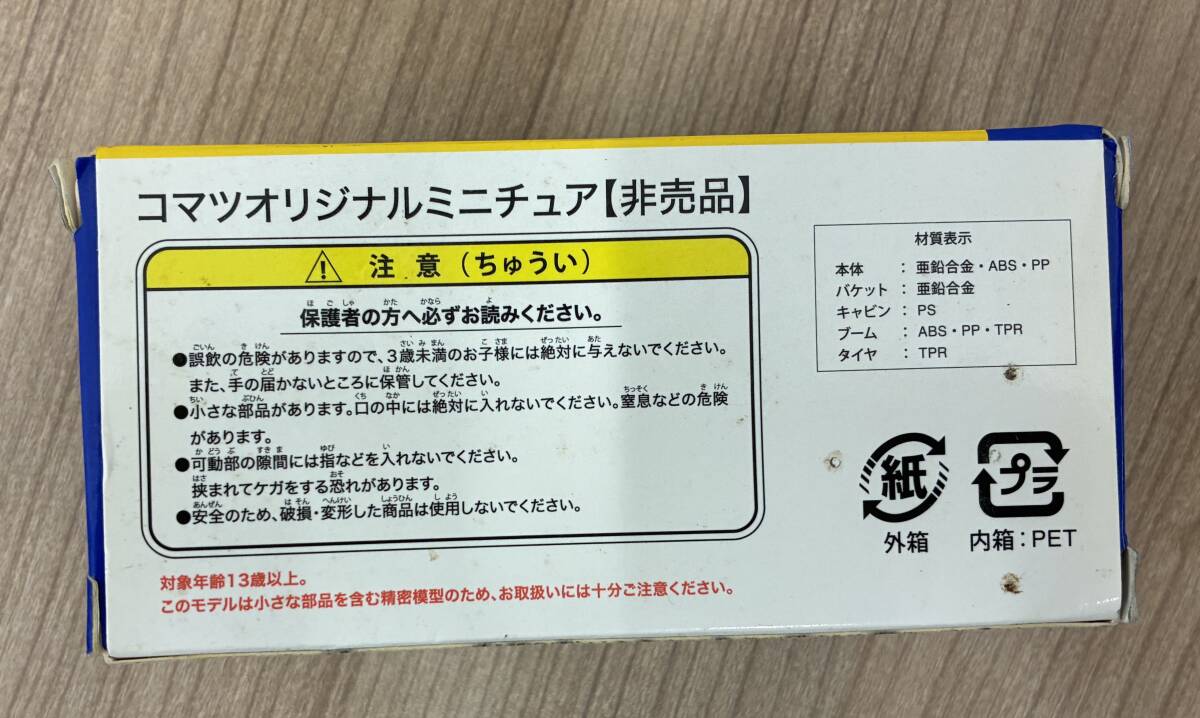 コマツオリジナルミニチュア【非売品】
注 意（ちゅうい）
保護者の方へ必ずお読みください。
●誤飲の危険がありますので、3歳未満のお子様には絶対に与えないでください。
また、手の届かないところに保管してください。
●小さな部品があります。口の中には絶対に入れないでください。窒息などの危険
があります。
●可動部の隙間には指などを入れないでください。
挟まれてケガをする恐れがあります。
●安全のため、破損・変形した商品は使用しないでください。
対象年齢13歳以上。
このモデルは小さな部品を含む精密模型のため、お取扱いには十分ご注意ください。
材質表示
本体 ：亜鉛合金・ABS・PP
バケット ：亜鉛合金
キャビン ：PS
ブーム ：ABS・PP・TPR
タイヤ ：TPR
紙
外箱
プラ
内箱：PET